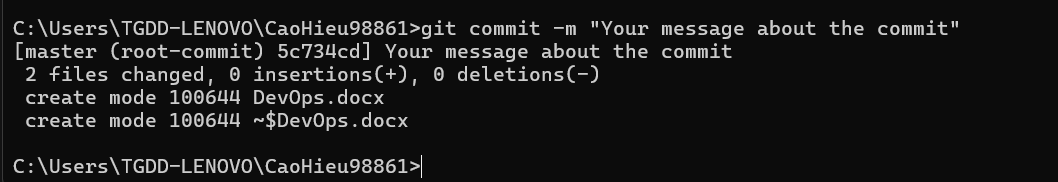 C:\Users\TGDD-LENOVO\CaoHieu98861>git commit -m "Your message about the commit"
[master (root-commit) 5c734cd] Your message about the commit
 2 files changed, 0 insertions(+), 0 deletions(-)
 create mode 100644 DevOps.docx
 create mode 100644 ~$DevOps.docx
C:\Users\TGDD-LENOVO\CaoHieu98861>